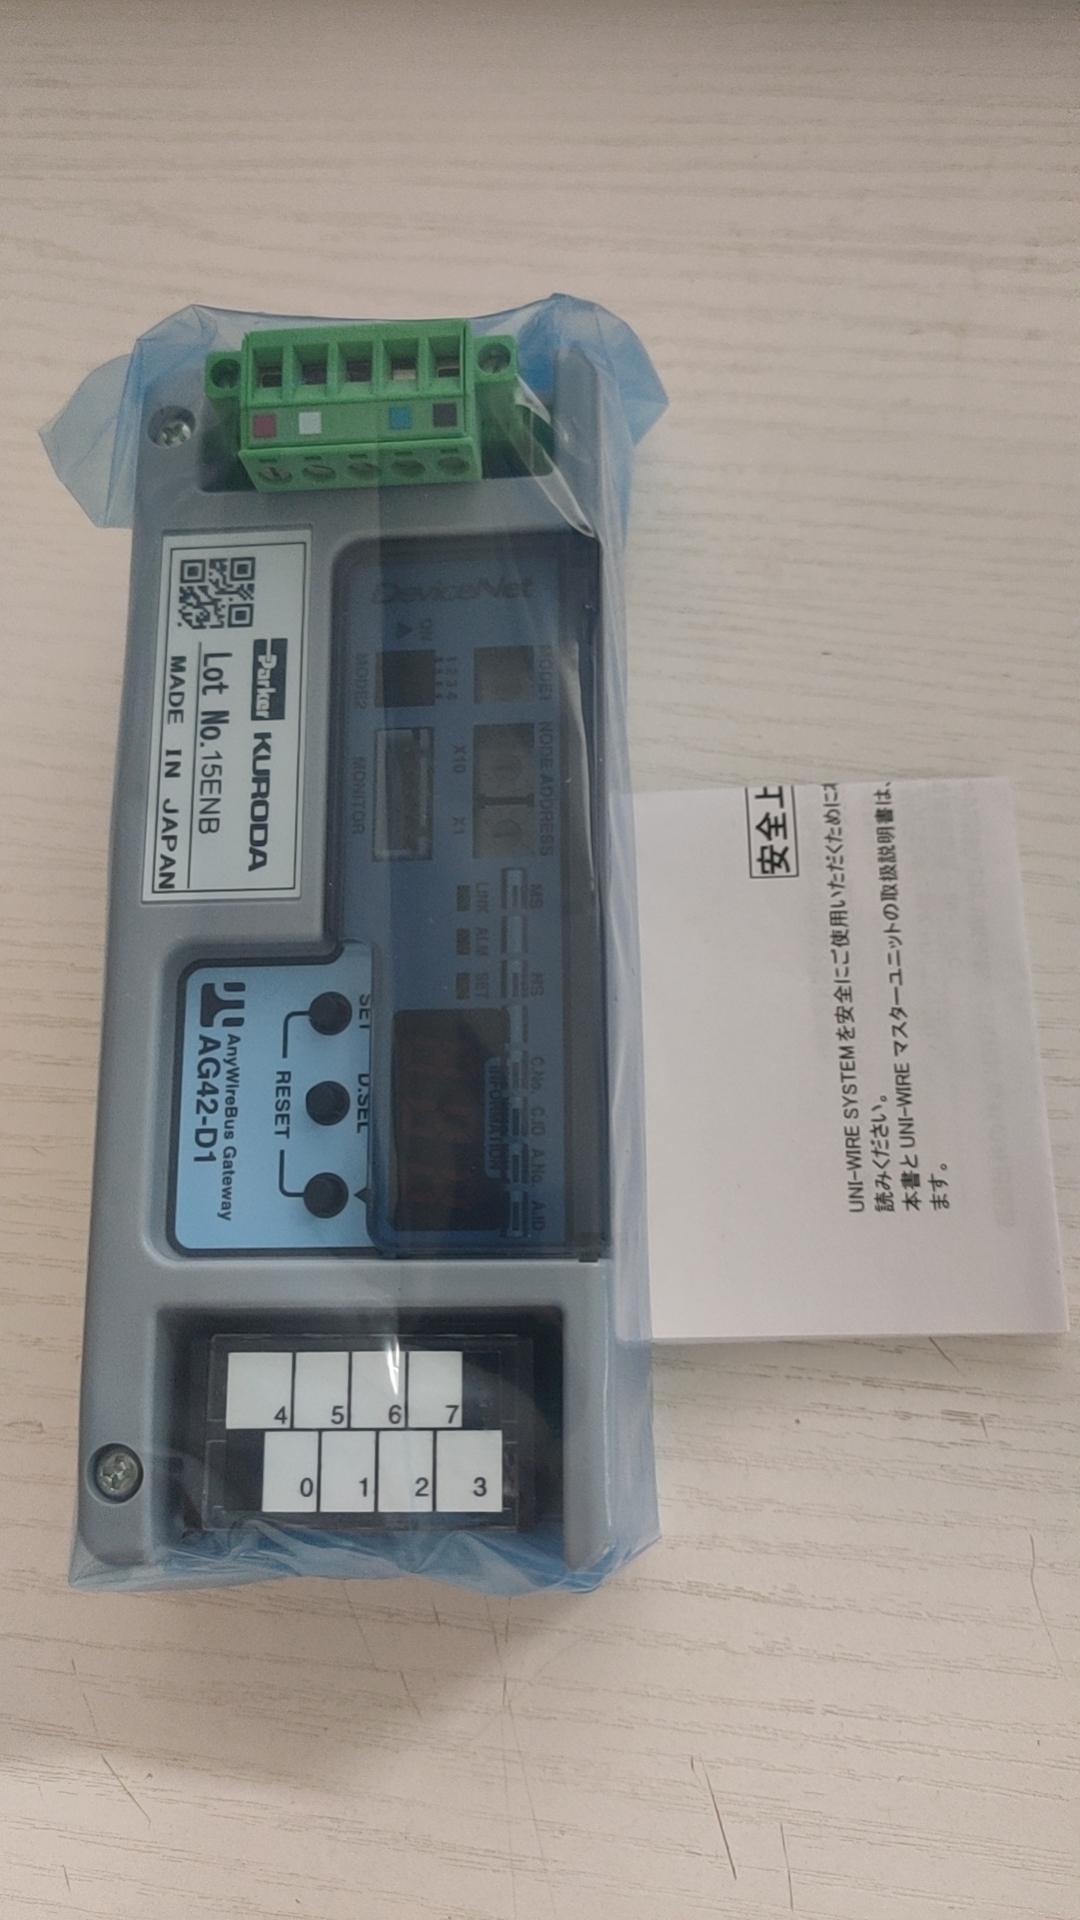 DeviceNet
ON
1 2 3 4
MODE1
MODE2
NODE ADDRESS
X10
X1
MONITOR
MS
LINK
ALM
SET
C.No.
C.ID
A.No.
A.ID
INFORMATION
Parker KURODA
Lot No.15ENB
MADE IN JAPAN
SET
D.SEL
RESET
AnyWireBus Gateway
AG42-D1
4 5 6 7
0 1 2 3
安全上
UNI-WIRE SYSTEMを安全にご使用いただくために
読みください。
本書とUNI-WIRE マスターユニットの取扱説明書は、
ます。